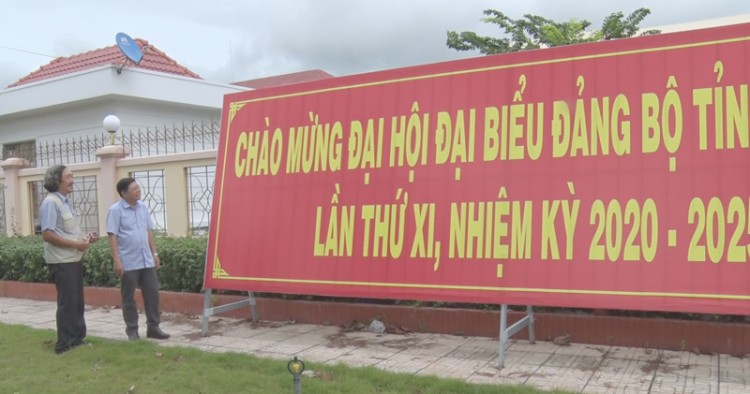 CHÀO MỪNG ĐẠI HỘI ĐẠI BIỂU ĐẢNG BỘ
LẦN THỨ XI, NHIỆM KỲ 2020 - 2025